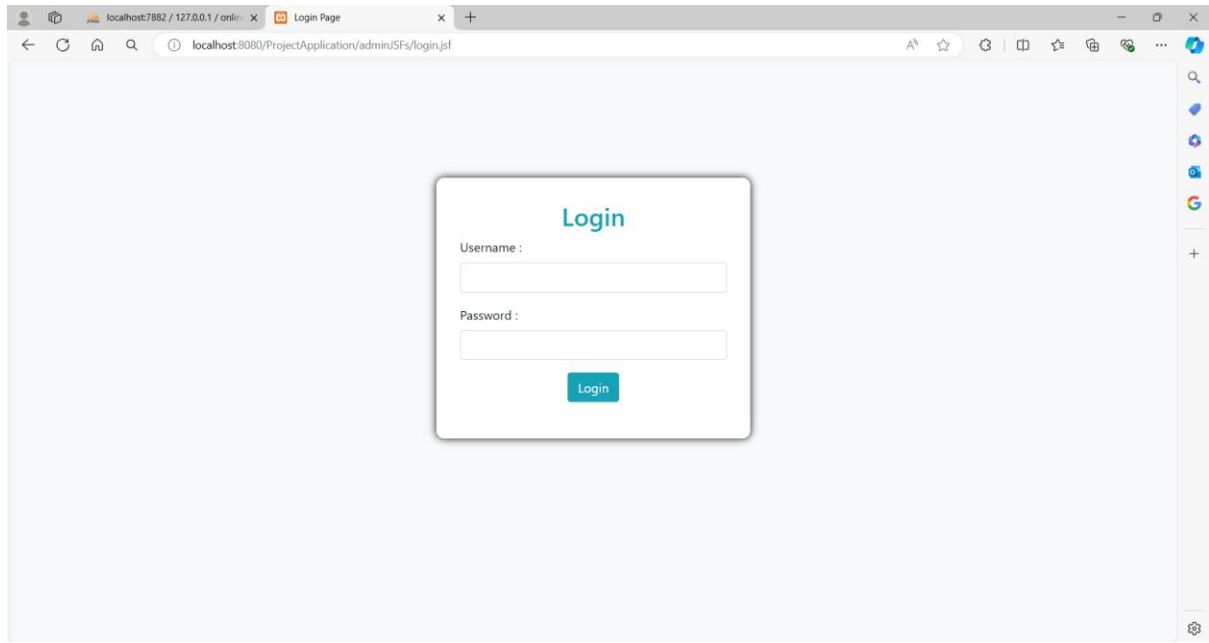 localhost:7882 / 127.0.0.1 / onlin
Login Page
localhost:8080/ProjectApplication/adminJSFs/login.jsf
Login
Username :
Password :
Login